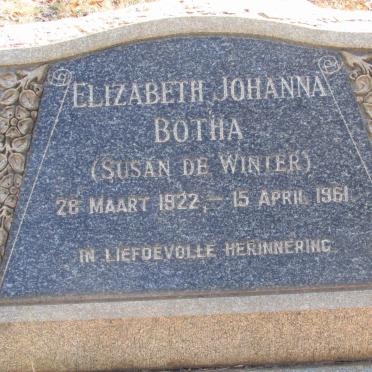 ELIZABETH JOHANNA
BOTHA
(SUSAN DE WINTER)
28 MAART 1922,— 15 APRIL 1961
IN LIEFDEVOLLE HERINNERING